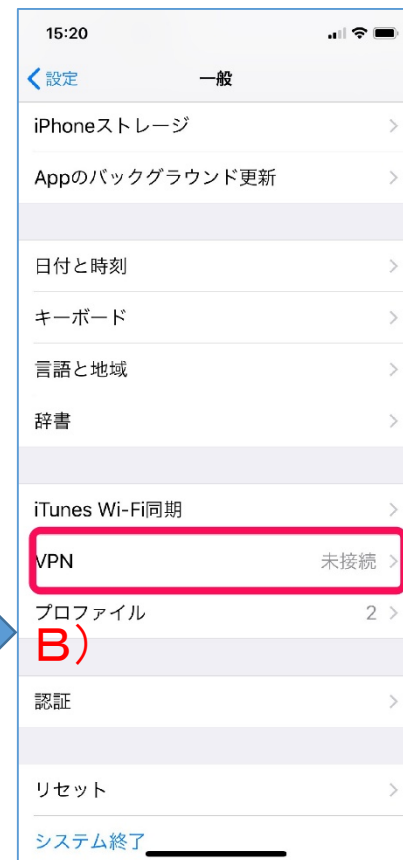 15:20
設定 一般
iPhoneストレージ
Appのバックグラウンド更新
日付と時刻
キーボード
言語と地域
辞書
iTunes Wi-Fi同期
VPN 未接続
プロファイル 2
B）
認証
リセット
システム終了